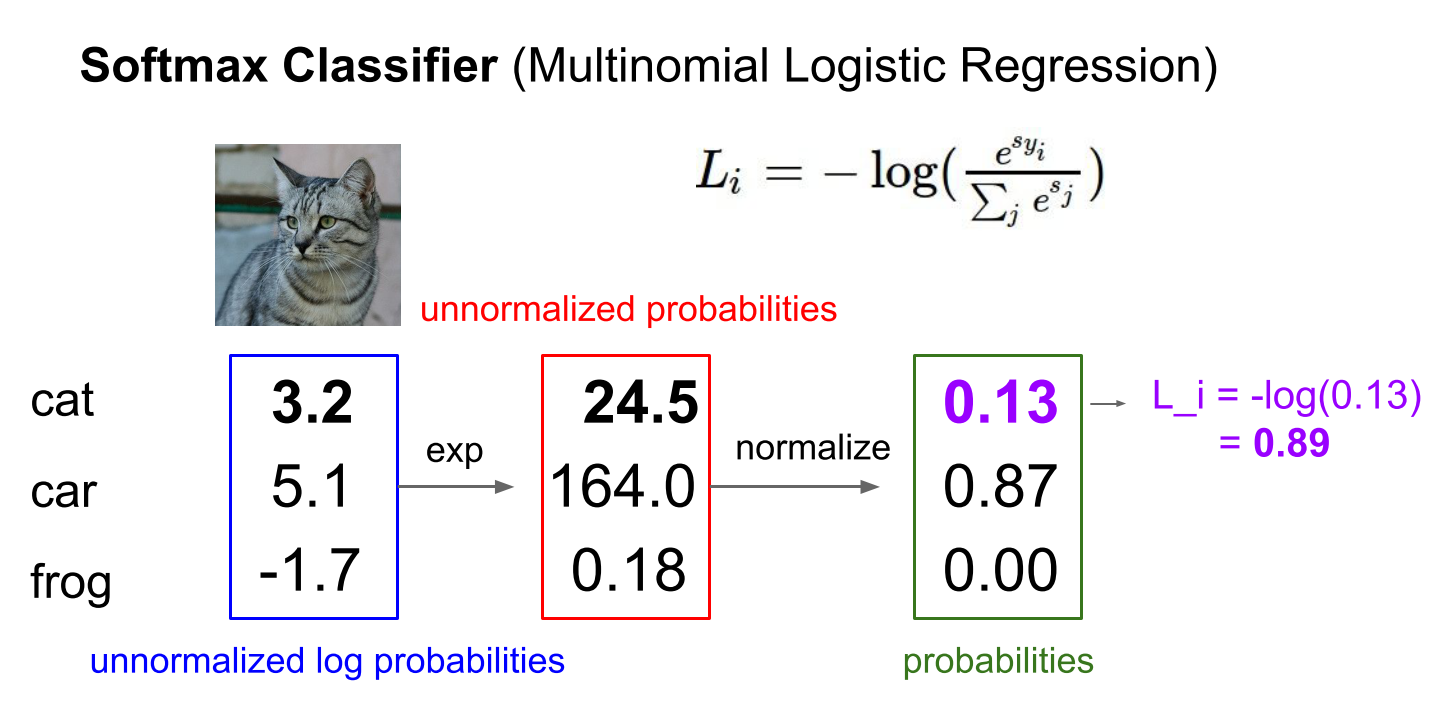 Softmax Classifier (Multinomial Logistic Regression)
L_i = -log(e^{s_{y_i}} / ∑_j e^{s_j})
unnormalized probabilities
cat 3.2 24.5 0.13 L_i = -log(0.13)
= 0.89
exp normalize
car 5.1 164.0 0.87
frog -1.7 0.18 0.00
unnormalized log probabilities probabilities